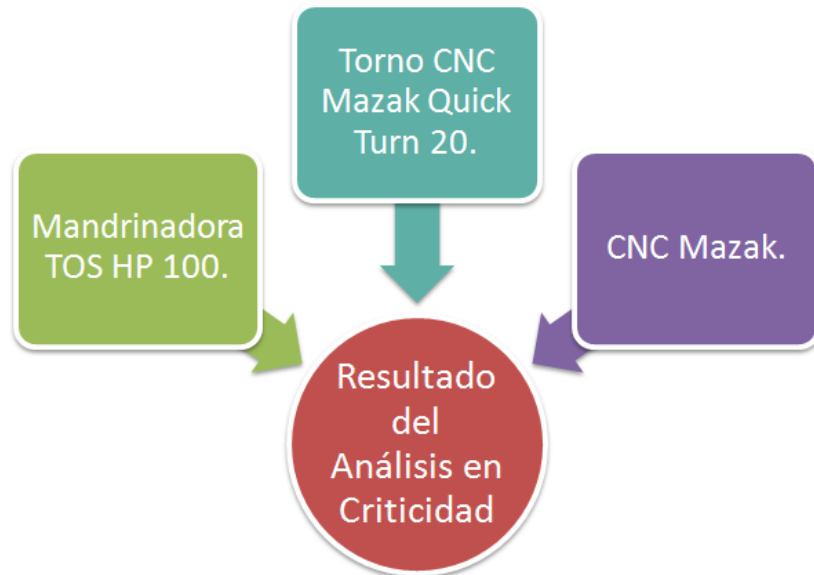 Torno CNC
Mazak Quick
Turn 20.
Mandrinadora
TOS HP 100.
CNC Mazak.
Resultado
del
Análisis en
Criticidad